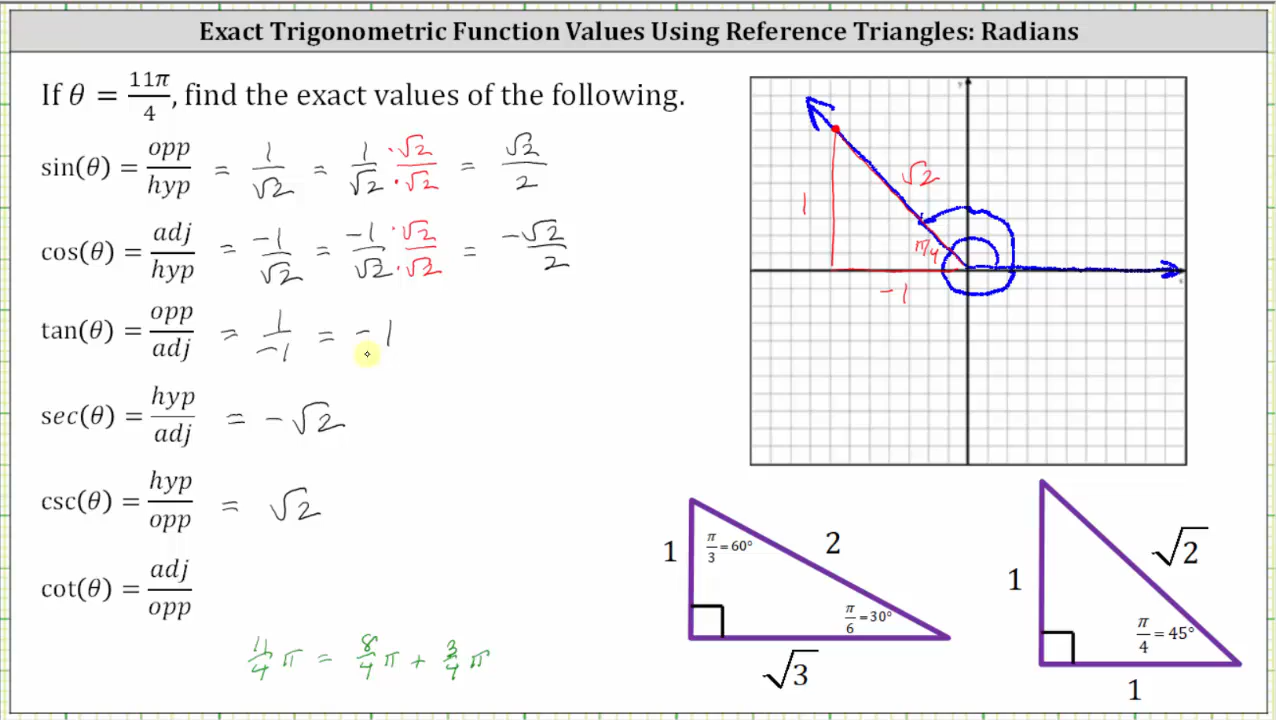 Exact Trigonometric Function Values Using Reference Triangles: Radians
If θ = 11π/4, find the exact values of the following.
sin(θ) = opp/hyp = 1/√2 = 1/√2 ·√2/·√2 = √2/2
cos(θ) = adj/hyp = -1/√2 = -1/√2 ·√2/·√2 = -√2/2
tan(θ) = opp/adj = 1/-1 = -1
sec(θ) = hyp/adj = -√2
csc(θ) = hyp/opp = √2
cot(θ) = adj/opp
11/4 π = 8/4 π + 3/4 π
y
√2
1
π/4
x
-1
1
π/3 = 60°
2
π/6 = 30°
√3
√2
1
π/4 = 45°
1